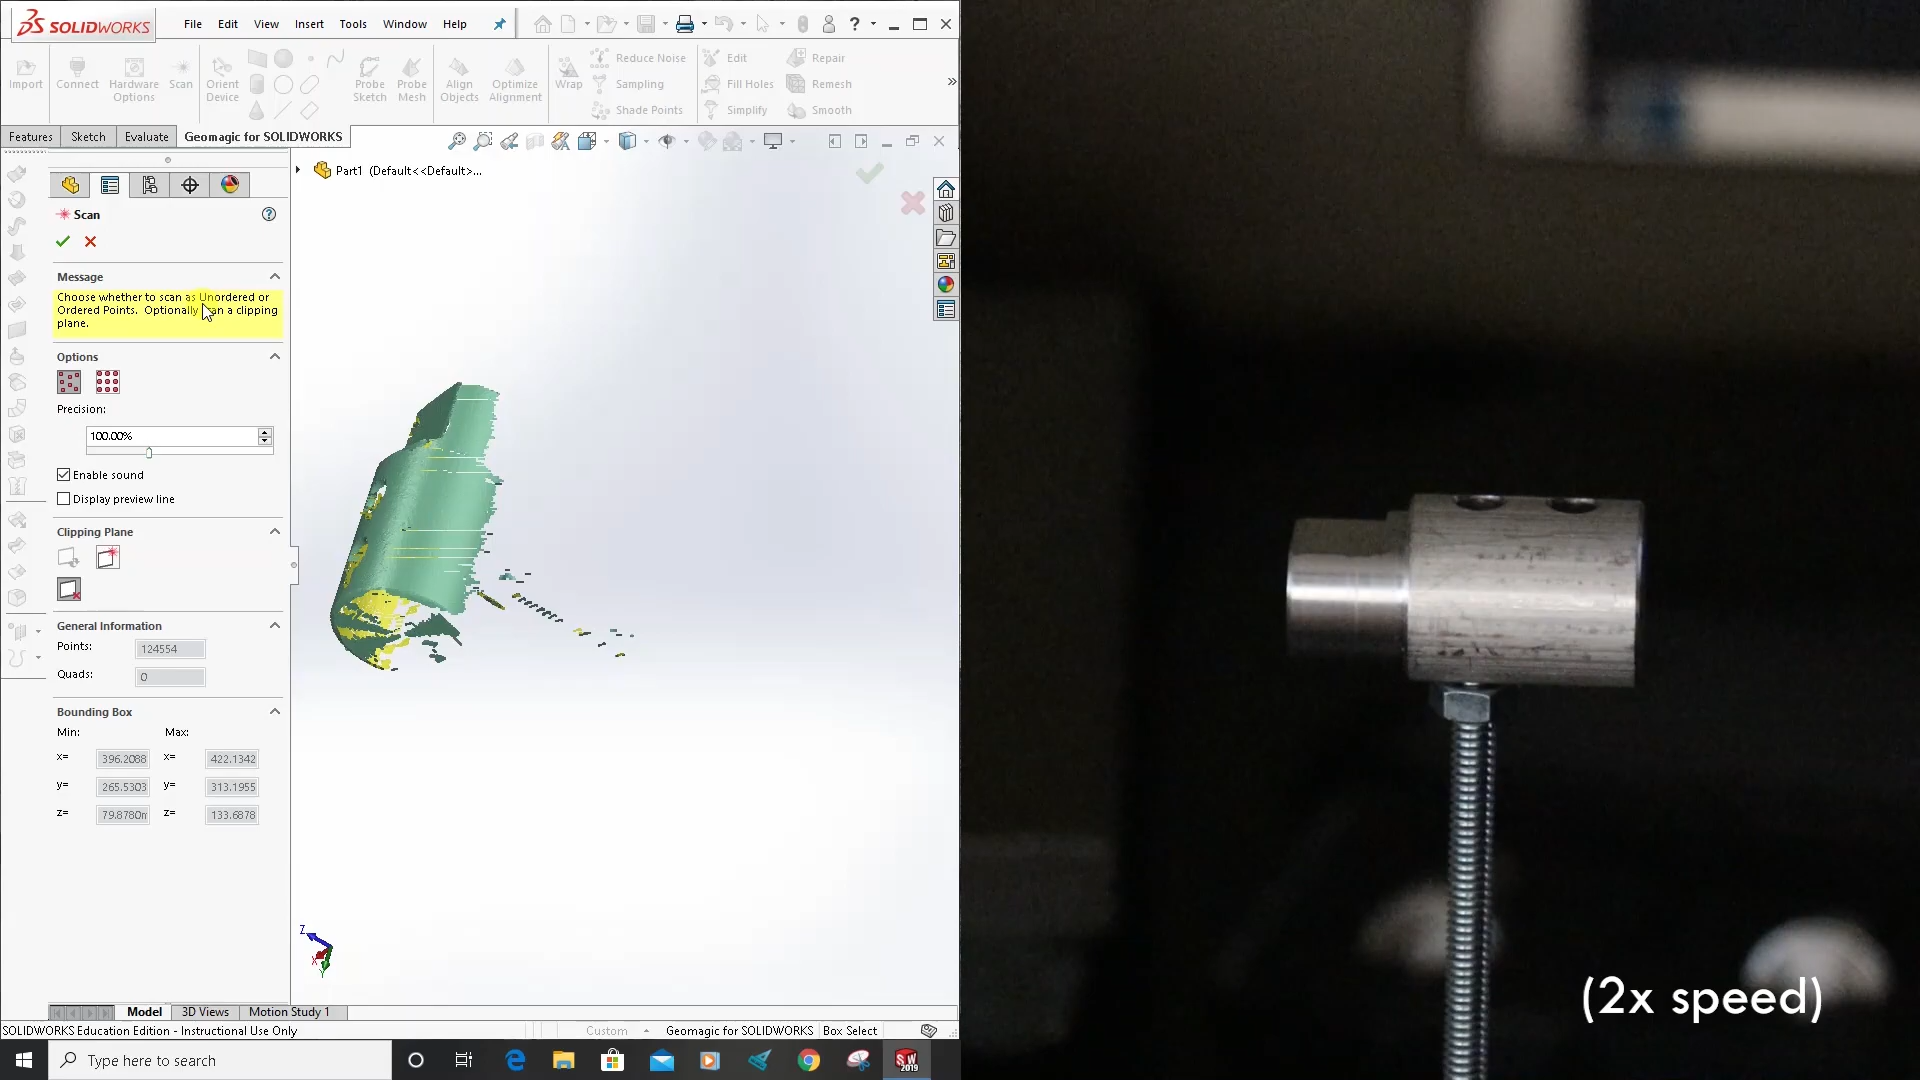 SOLIDWORKS
File Edit View Insert Tools Window Help
Import
Connect
Hardware
Options
Scan
Orient
Device
Probe
Sketch
Probe
Mesh
Align
Objects
Optimize
Alignment
Wrap
Reduce Noise
Sampling
Shade Points
Edit
Fill Holes
Simplify
Repair
Remesh
Smooth
Features Sketch Evaluate Geomagic for SOLIDWORKS
Part1 (Default<<Default>...
Scan
Message
Choose whether to scan as Unordered or
Ordered Points. Optionally scan a clipping
plane.
Options
Precision:
100.00%
Enable sound
Display preview line
Clipping Plane
General Information
Points: 124554
Quads: 0
Bounding Box
Min: Max:
x= 396.2088 x= 422.1342
y= 265.5303 y= 313.1955
z= 79.8780m z= 133.6878
Z
X
Y
Model 3D Views Motion Study 1
SOLIDWORKS Education Edition - Instructional Use Only
Custom Geomagic for SOLIDWORKS Box Select
Type here to search
SW
2019
(2x speed)